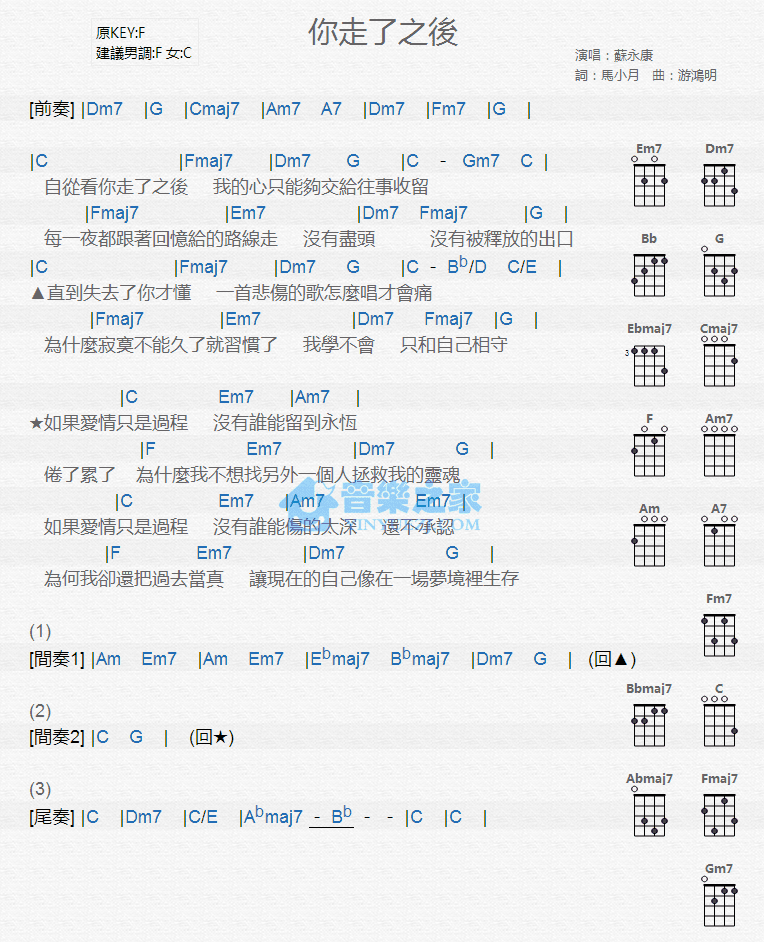 你走了之後
原KEY:F
建議男調:F 女:C
演唱：蘇永康
詞：馬小月　曲：游鴻明
[前奏] |Dm7 |G |Cmaj7 |Am7 A7 |Dm7 |Fm7 |G |
|C |Fmaj7 |Dm7 G |C - Gm7 C |
自從看你走了之後 我的心只能夠交給往事收留
|Fmaj7 |Em7 |Dm7 Fmaj7 |G |
每一夜都跟著回憶給的路線走 沒有盡頭 沒有被釋放的出口
|C |Fmaj7 |Dm7 G |C - Bb/D C/E |
▲直到失去了你才懂 一首悲傷的歌怎麼唱才會痛
|Fmaj7 |Em7 |Dm7 Fmaj7 |G |
為什麼寂寞不能久了就習慣了 我學不會 只和自己相守
|C Em7 |Am7 |
★如果愛情只是過程 沒有誰能留到永恆
|F Em7 |Dm7 G |
倦了累了 為什麼我不想找另外一個人拯救我的靈魂
|C Em7 |Am7 Em7 |
如果愛情只是過程 沒有誰能傷的太深 還不承認
|F Em7 |Dm7 G |
為何我卻還把過去當真 讓現在的自己像在一場夢境裡生存
(1)
[間奏1] |Am Em7 |Am Em7 |Ebmaj7 Bbmaj7 |Dm7 G | (回▲)
(2)
[間奏2] |C G | (回★)
(3)
[尾奏] |C |Dm7 |C/E |Abmaj7 - Bb - - |C |C |
Em7 Dm7
Bb G
Ebmaj7 Cmaj7
3
F Am7
Am A7
Fm7
Bbmaj7 C
Abmaj7 Fmaj7
Gm7
音樂之家